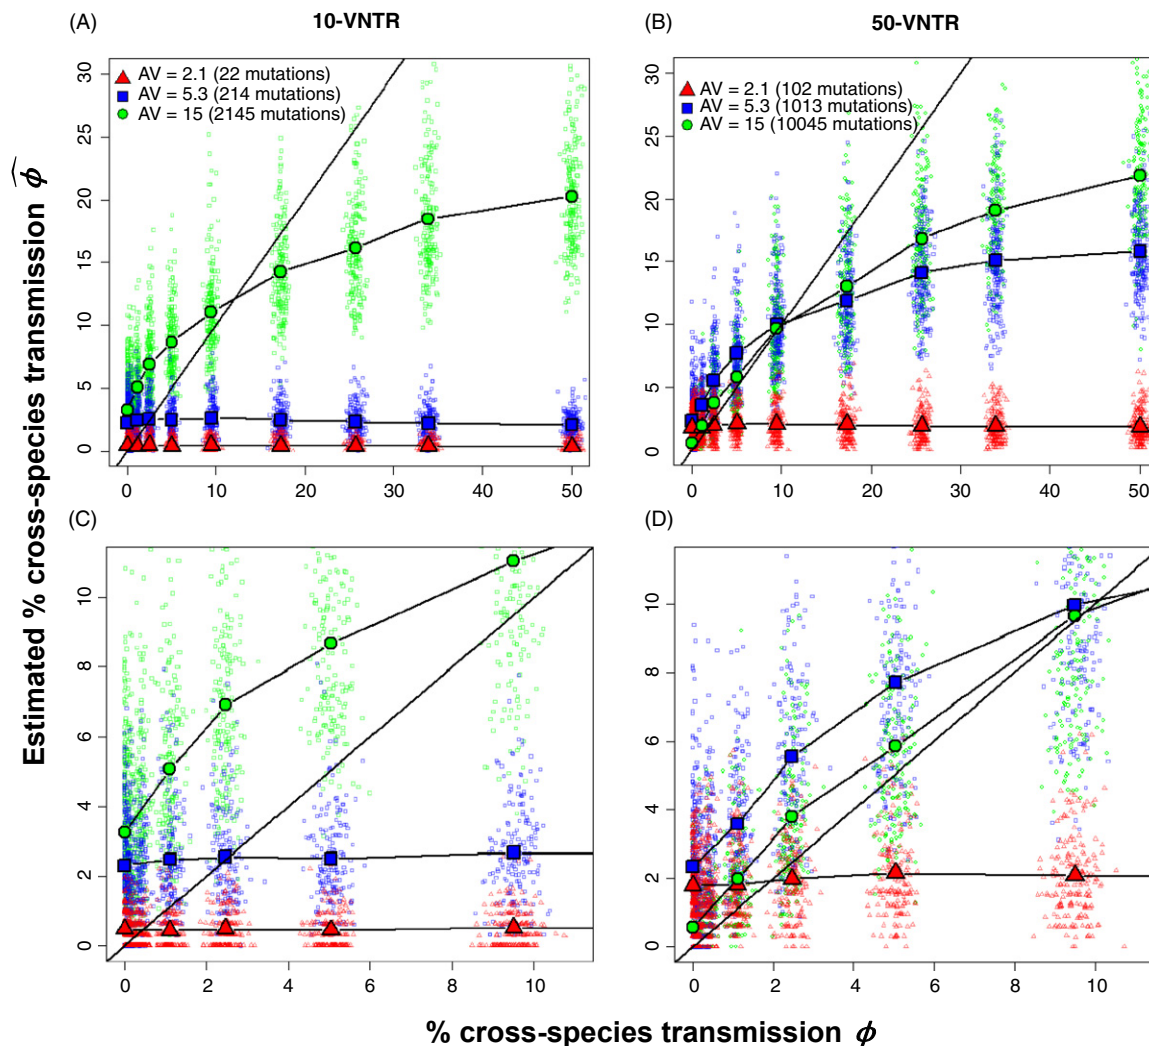 (A) 10-VNTR
(B) 50-VNTR
AV = 2.1 (22 mutations)
AV = 5.3 (214 mutations)
AV = 15 (2145 mutations)
0 5 10 15 20 25 30
0 10 20 30 40 50
AV = 2.1 (102 mutations)
AV = 5.3 (1013 mutations)
AV = 15 (10045 mutations)
0 5 10 15 20 25 30
0 10 20 30 40 50
Estimated % cross-species transmission ϕ̂
(C)
0 2 4 6 8 10
0 2 4 6 8 10
(D)
0 2 4 6 8 10
0 2 4 6 8 10
% cross-species transmission ϕ